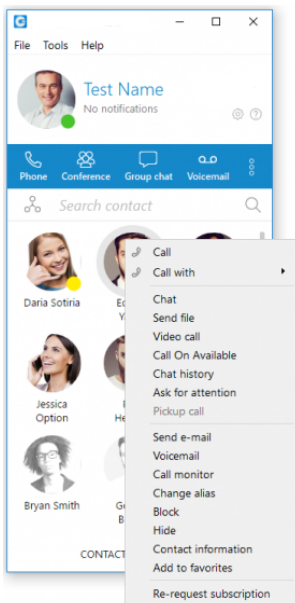 File Tools Help
Test Name
No notifications
Phone Conference Group chat Voicemail
Search contact
Call
Call with
Daria Sotiria
Chat
Send file
Video call
Call On Available
Chat history
Ask for attention
Jessica
Option
Pickup call
Send e-mail
Voicemail
Call monitor
Change alias
Bryan Smith
Block
Hide
Contact information
CONTACT
Add to favorites
Re-request subscription